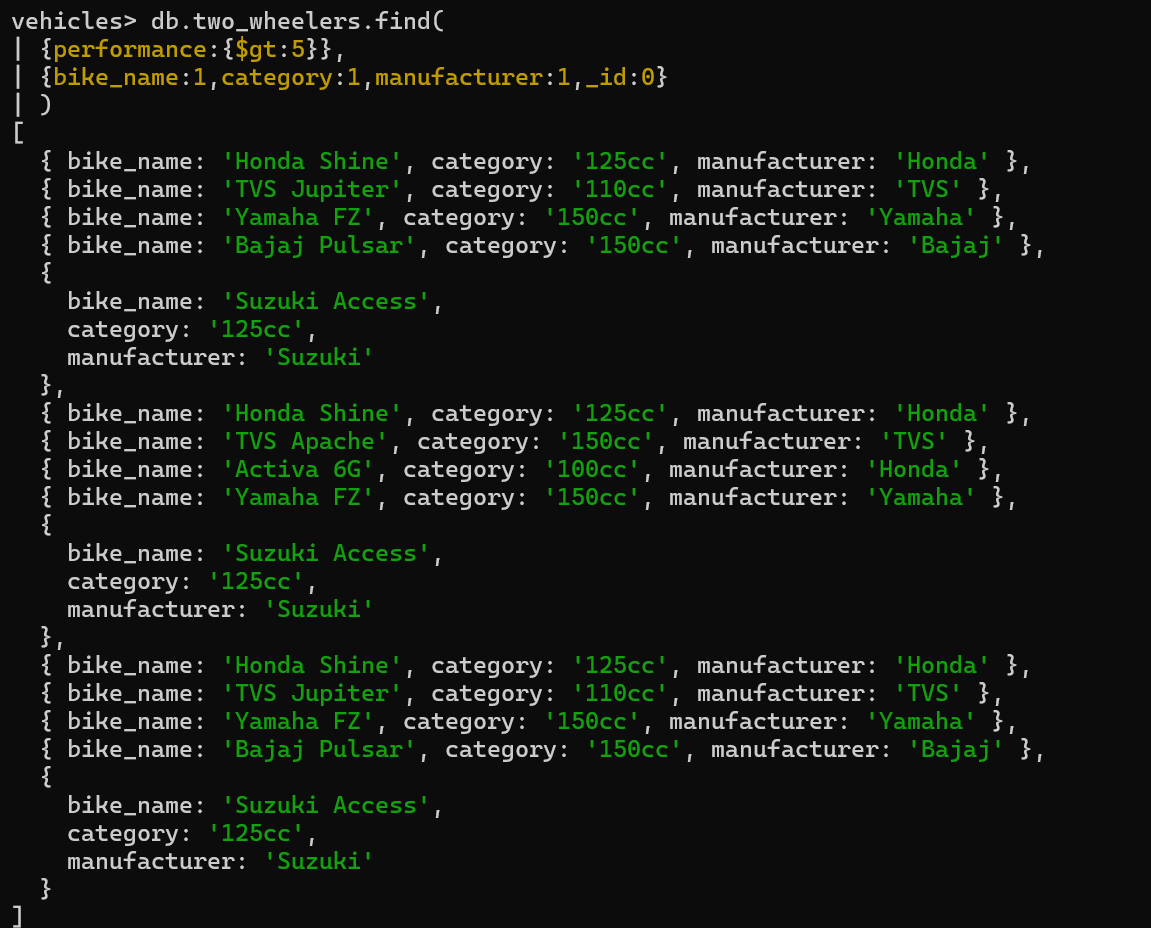 vehicles> db.two_wheelers.find(
| {performance:{$gt:5}},
| {bike_name:1,category:1,manufacturer:1,_id:0}
| )
[
  { bike_name: 'Honda Shine', category: '125cc', manufacturer: 'Honda' },
  { bike_name: 'TVS Jupiter', category: '110cc', manufacturer: 'TVS' },
  { bike_name: 'Yamaha FZ', category: '150cc', manufacturer: 'Yamaha' },
  { bike_name: 'Bajaj Pulsar', category: '150cc', manufacturer: 'Bajaj' },
  {
    bike_name: 'Suzuki Access',
    category: '125cc',
    manufacturer: 'Suzuki'
  },
  { bike_name: 'Honda Shine', category: '125cc', manufacturer: 'Honda' },
  { bike_name: 'TVS Apache', category: '150cc', manufacturer: 'TVS' },
  { bike_name: 'Activa 6G', category: '100cc', manufacturer: 'Honda' },
  { bike_name: 'Yamaha FZ', category: '150cc', manufacturer: 'Yamaha' },
  {
    bike_name: 'Suzuki Access',
    category: '125cc',
    manufacturer: 'Suzuki'
  },
  { bike_name: 'Honda Shine', category: '125cc', manufacturer: 'Honda' },
  { bike_name: 'TVS Jupiter', category: '110cc', manufacturer: 'TVS' },
  { bike_name: 'Yamaha FZ', category: '150cc', manufacturer: 'Yamaha' },
  { bike_name: 'Bajaj Pulsar', category: '150cc', manufacturer: 'Bajaj' },
  {
    bike_name: 'Suzuki Access',
    category: '125cc',
    manufacturer: 'Suzuki'
  }
]